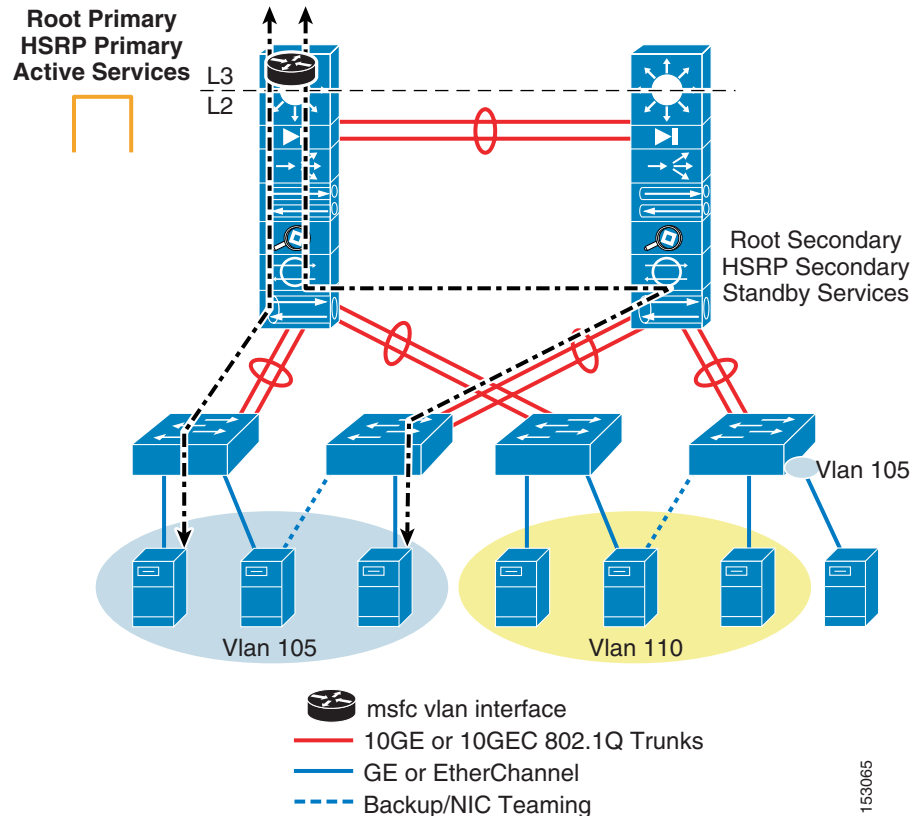 Root Primary
HSRP Primary
Active Services
L3
L2
Root Secondary
HSRP Secondary
Standby Services
Vlan 105
Vlan 105
Vlan 110
msfc vlan interface
10GE or 10GEC 802.1Q Trunks
GE or EtherChannel
Backup/NIC Teaming
153065